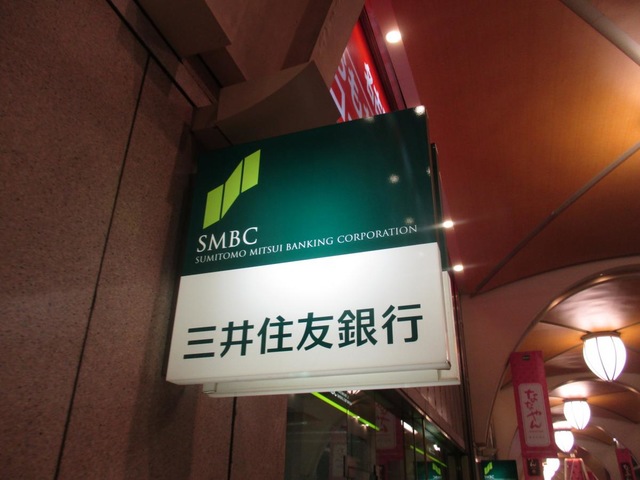 SMBC
SUMITOMO MITSUI BANKING CORPORATION
三井住友銀行